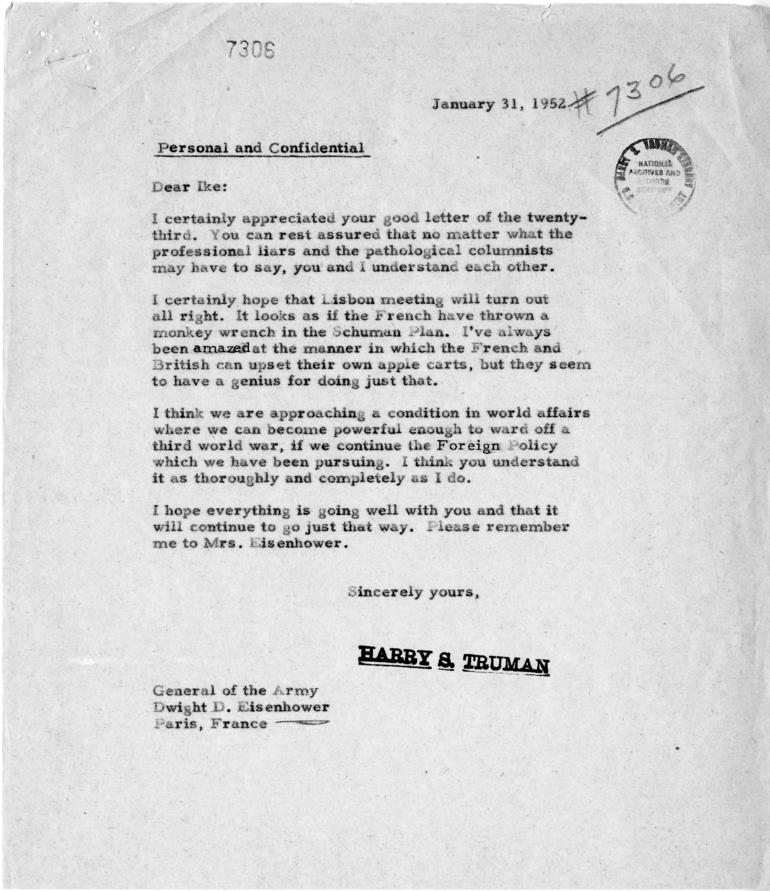 7306
January 31, 1952
# 7306
Personal and Confidential
NATIONAL
ARCHIVES AND
Dear Ike:
I certainly appreciated your good letter of the twenty-
third. You can rest assured that no matter what the
professional liars and the pathological columnists
may have to say, you and I understand each other.
I certainly hope that Lisbon meeting will turn out
all right. It looks as if the French have thrown a
monkey wrench in the Schuman Plan. I've always
been amazed at the manner in which the French and
British can upset their own apple carts, but they seem
to have a genius for doing just that.
I think we are approaching a condition in world affairs
where we can become powerful enough to ward off a
third world war, if we continue the Foreign Policy
which we have been pursuing. I think you understand
it as thoroughly and completely as I do.
I hope everything is going well with you and that it
will continue to go just that way. Please remember
me to Mrs. Eisenhower.
Sincerely yours,
HARRY S. TRUMAN
General of the Army
Dwight D. Eisenhower
Paris, France